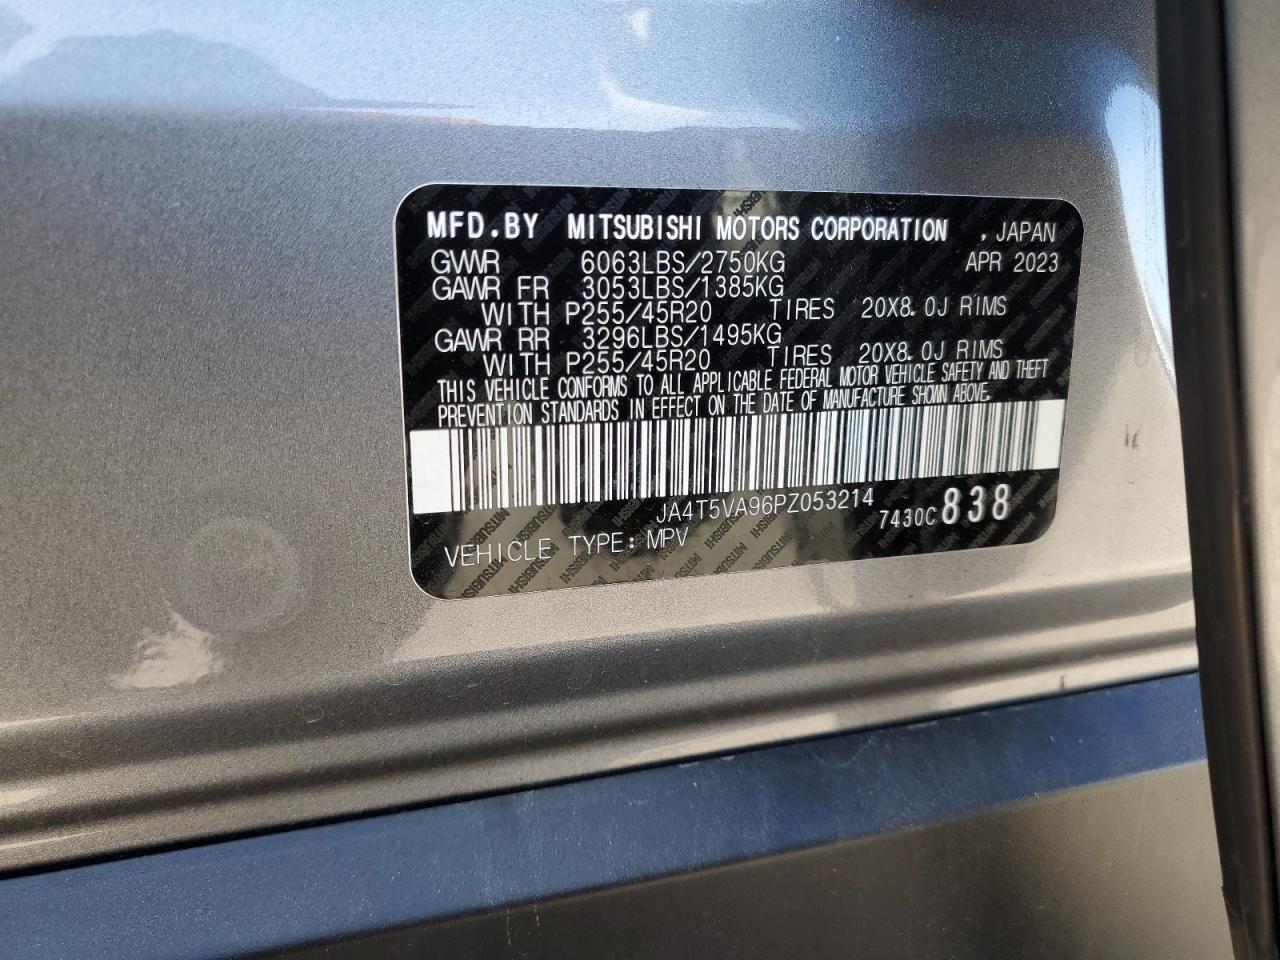 MFD.BY MITSUBISHI MOTORS CORPORATION , JAPAN
GVWR 6063LBS/2750KG APR 2023
GAWR FR 3053LBS/1385KG
WITH P255/45R20 TIRES 20X8.0J RIMS
GAWR RR 3296LBS/1495KG
WITH P255/45R20 TIRES 20X8.0J RIMS
THIS VEHICLE CONFORMS TO ALL APPLICABLE FEDERAL MOTOR VEHICLE SAFETY AND THEFT
PREVENTION STANDARDS IN EFFECT ON THE DATE OF MANUFACTURE SHOWN ABOVE.
JA4T5VA96PZ053214 7430C 838
VEHICLE TYPE: MPV